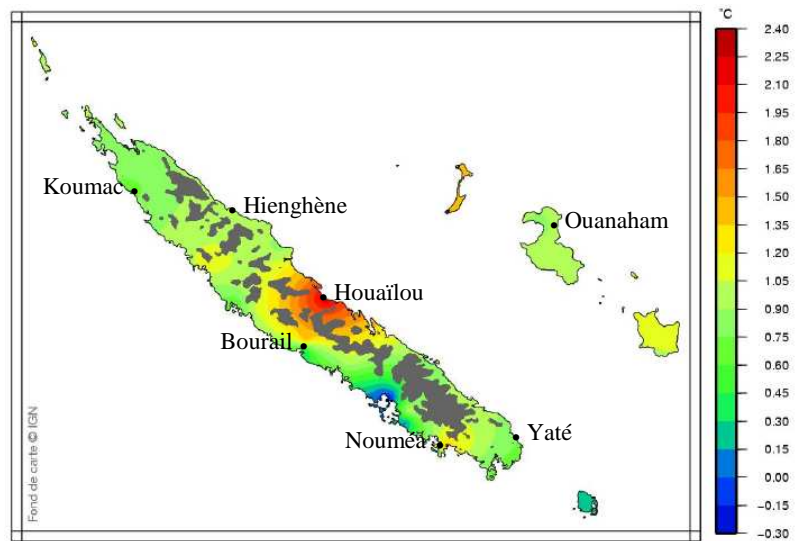 °C
2.40
2.25
2.10
1.95
1.80
1.65
1.50
1.35
1.20
1.05
0.90
0.75
0.60
0.45
0.30
0.15
0.00
−0.15
−0.30
Koumac
Hienghène
Ouanaham
Houaïlou
Bourail
Nouméa
Yaté
Fond de carte © IGN